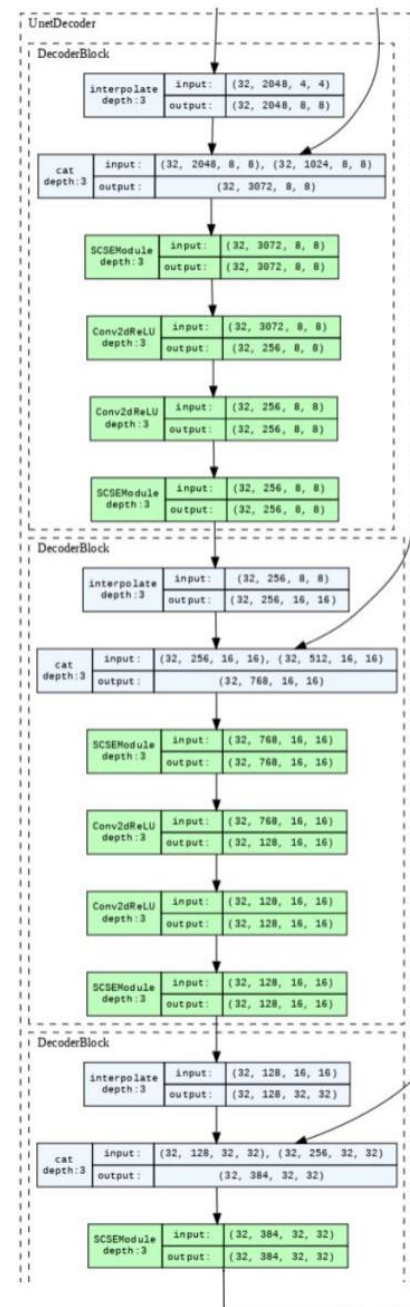 UnetDecoder
DecoderBlock
interpolate depth:3 input: (32, 2048, 4, 4)
output: (32, 2048, 8, 8)
cat depth:3 input: (32, 2048, 8, 8), (32, 1024, 8, 8)
output: (32, 3072, 8, 8)
SCSEModule depth:3 input: (32, 3072, 8, 8)
output: (32, 3072, 8, 8)
Conv2dReLU depth:3 input: (32, 3072, 8, 8)
output: (32, 256, 8, 8)
Conv2dReLU depth:3 input: (32, 256, 8, 8)
output: (32, 256, 8, 8)
SCSEModule depth:3 input: (32, 256, 8, 8)
output: (32, 256, 8, 8)
DecoderBlock
interpolate depth:3 input: (32, 256, 8, 8)
output: (32, 256, 16, 16)
cat depth:3 input: (32, 256, 16, 16), (32, 512, 16, 16)
output: (32, 768, 16, 16)
SCSEModule depth:3 input: (32, 768, 16, 16)
output: (32, 768, 16, 16)
Conv2dReLU depth:3 input: (32, 768, 16, 16)
output: (32, 128, 16, 16)
Conv2dReLU depth:3 input: (32, 128, 16, 16)
output: (32, 128, 16, 16)
SCSEModule depth:3 input: (32, 128, 16, 16)
output: (32, 128, 16, 16)
DecoderBlock
interpolate depth:3 input: (32, 128, 16, 16)
output: (32, 128, 32, 32)
cat depth:3 input: (32, 128, 32, 32), (32, 256, 32, 32)
output: (32, 384, 32, 32)
SCSEModule depth:3 input: (32, 384, 32, 32)
output: (32, 384, 32, 32)